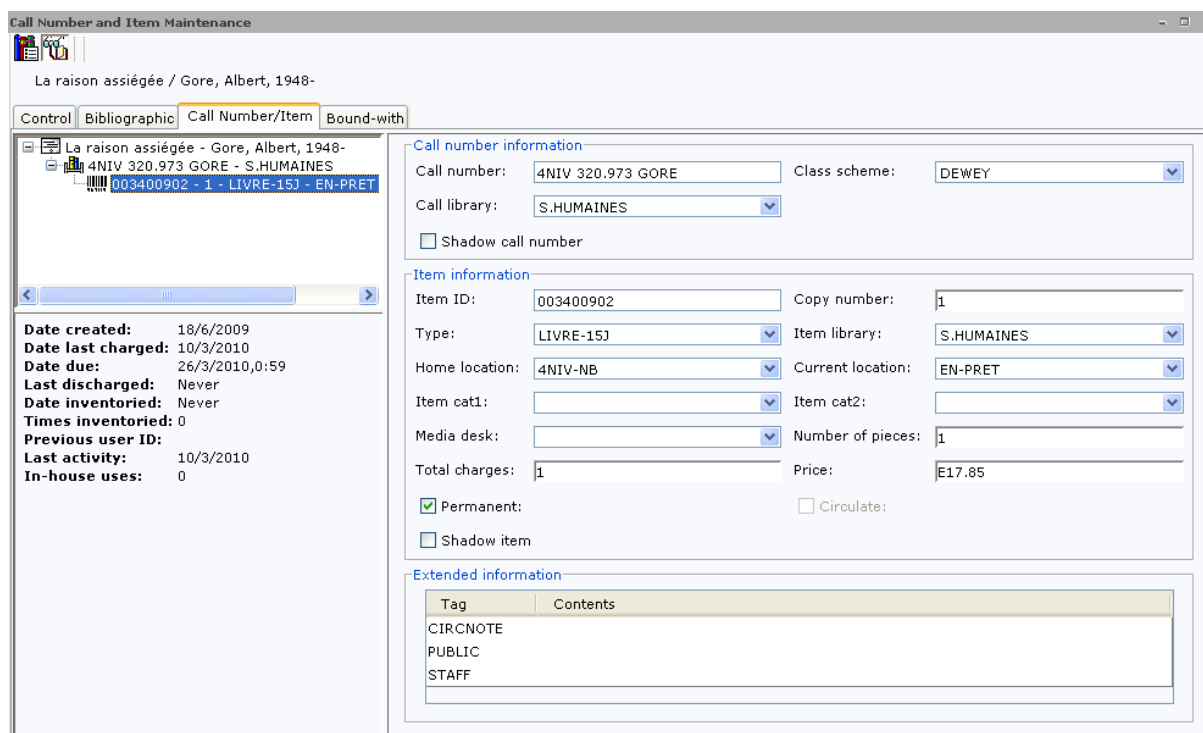 Call Number and Item Maintenance
La raison assiégée / Gore, Albert, 1948-
Control Bibliographic Call Number/Item Bound-with
La raison assiégée - Gore, Albert, 1948-
4NIV 320.973 GORE - S.HUMAINES
003400902 - 1 - LIVRE-15J - EN-PRET
Date created: 18/6/2009
Date last charged: 10/3/2010
Date due: 26/3/2010,0:59
Last discharged: Never
Date inventoried: Never
Times inventoried: 0
Previous user ID:
Last activity: 10/3/2010
In-house uses: 0
Call number information
Call number: 4NIV 320.973 GORE Class scheme: DEWEY
Call library: S.HUMAINES
Shadow call number
Item information
Item ID: 003400902 Copy number: 1
Type: LIVRE-15J Item library: S.HUMAINES
Home location: 4NIV-NB Current location: EN-PRET
Item cat1: Item cat2:
Media desk: Number of pieces: 1
Total charges: 1 Price: E17.85
Permanent: Circulate:
Shadow item
Extended information
Tag Contents
CIRCNOTE
PUBLIC
STAFF